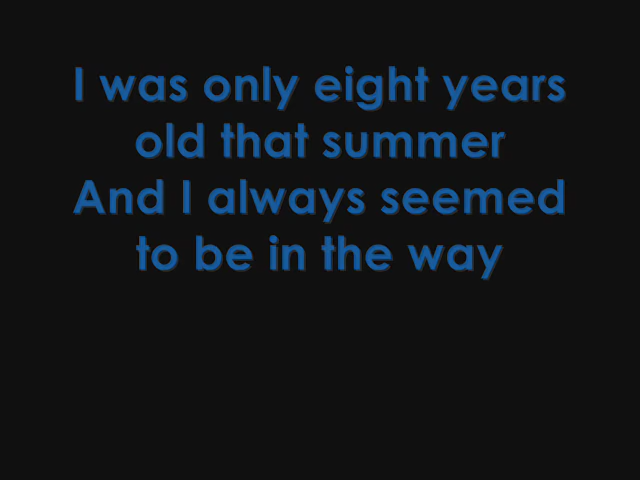 I was only eight years
old that summer
And I always seemed
to be in the way